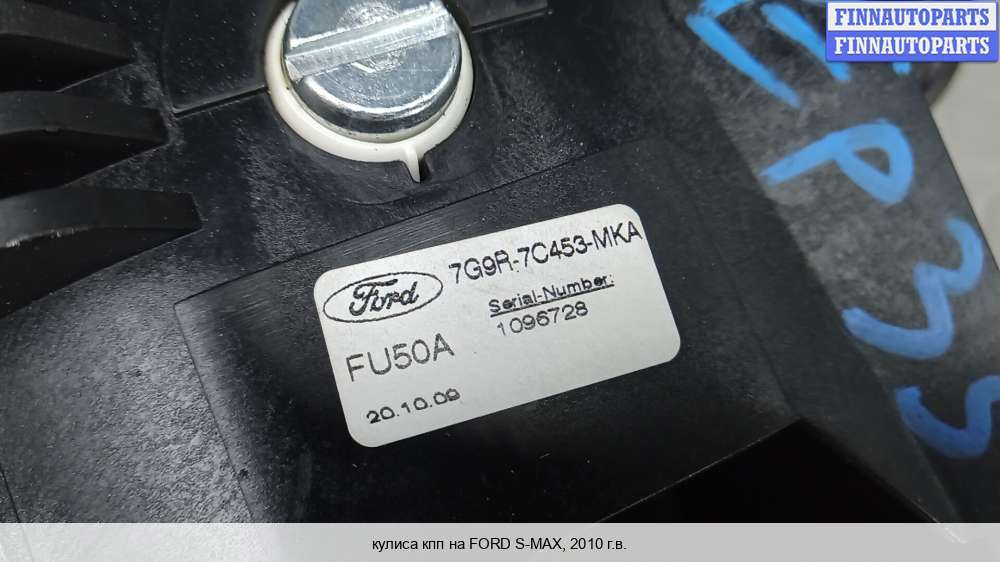 FINNAUTOPARTS
FINNAUTOPARTS
Ford
7G9R-7C453-MKA
Serial-Number:
1096728
FU50A
20.10.09
кулиса кпп на FORD S-MAX, 2010 г.в.